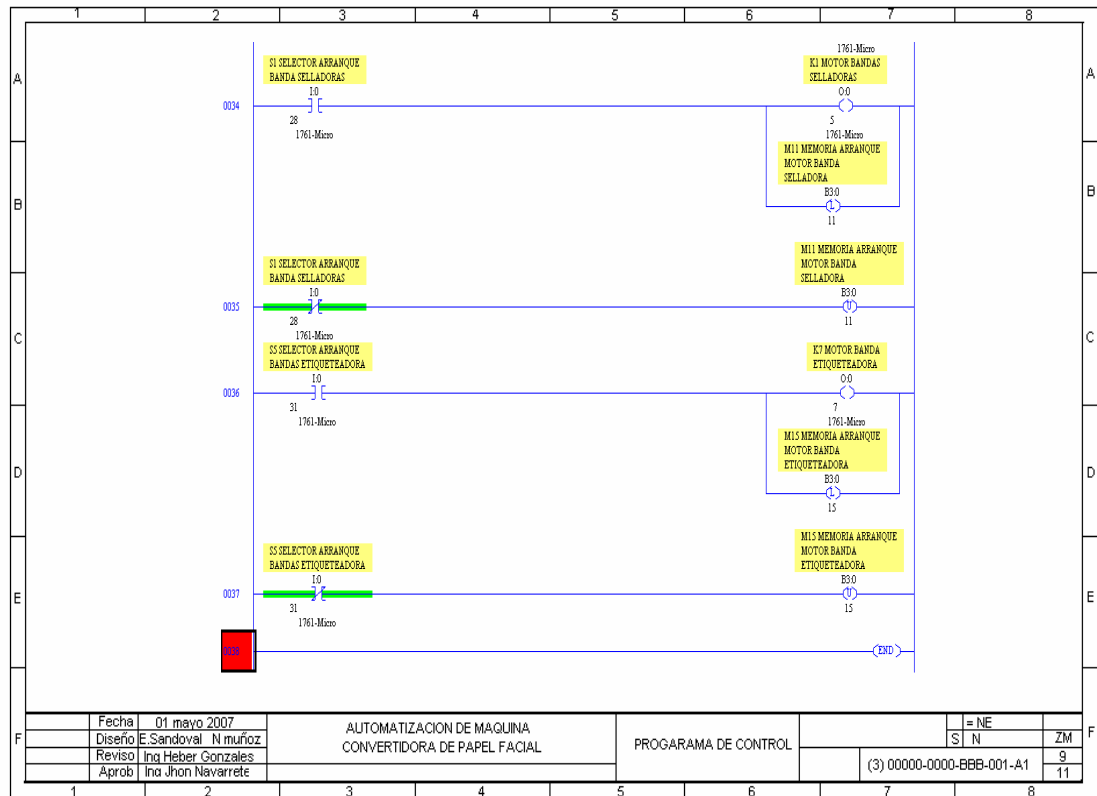 1 2 3 4 5 6 7 8
A A
1761-Micro
S1 SELECTOR ARRANQUE
BANDA SELLADORAS
K1 MOTOR BANDAS
SELLADORAS
I:0
O:0
0034
28
5
1761-Micro
1761-Micro
M11 MEMORIA ARRANQUE
MOTOR BANDA
SELLADORA
B B
B3:0
L
11
S1 SELECTOR ARRANQUE
BANDA SELLADORAS
M11 MEMORIA ARRANQUE
MOTOR BANDA
SELLADORA
I:0
B3:0
0035
U
28
11
1761-Micro
C C
S5 SELECTOR ARRANQUE
BANDAS ETIQUETEADORA
K7 MOTOR BANDA
ETIQUETEADORA
I:0
O:0
0036
31
7
1761-Micro
1761-Micro
M15 MEMORIA ARRANQUE
MOTOR BANDA
ETIQUETEADORA
D D
B3:0
L
15
S5 SELECTOR ARRANQUE
BANDAS ETIQUETEADORA
M15 MEMORIA ARRANQUE
MOTOR BANDA
ETIQUETEADORA
I:0
B3:0
0037
U
31
15
1761-Micro
E E
0038
END
F F
Fecha 01 mayo 2007
Diseño E.Sandoval N muñoz
Reviso Ing Heber Gonzales
Aprob Ing Jhon Navarrete
AUTOMATIZACION DE MAQUINA
CONVERTIDORA DE PAPEL FACIAL
PROGARAMA DE CONTROL
= NE
S N
ZM
(3) 00000-0000-BBB-001-A1
9
11
1 2 3 4 5 6 7 8